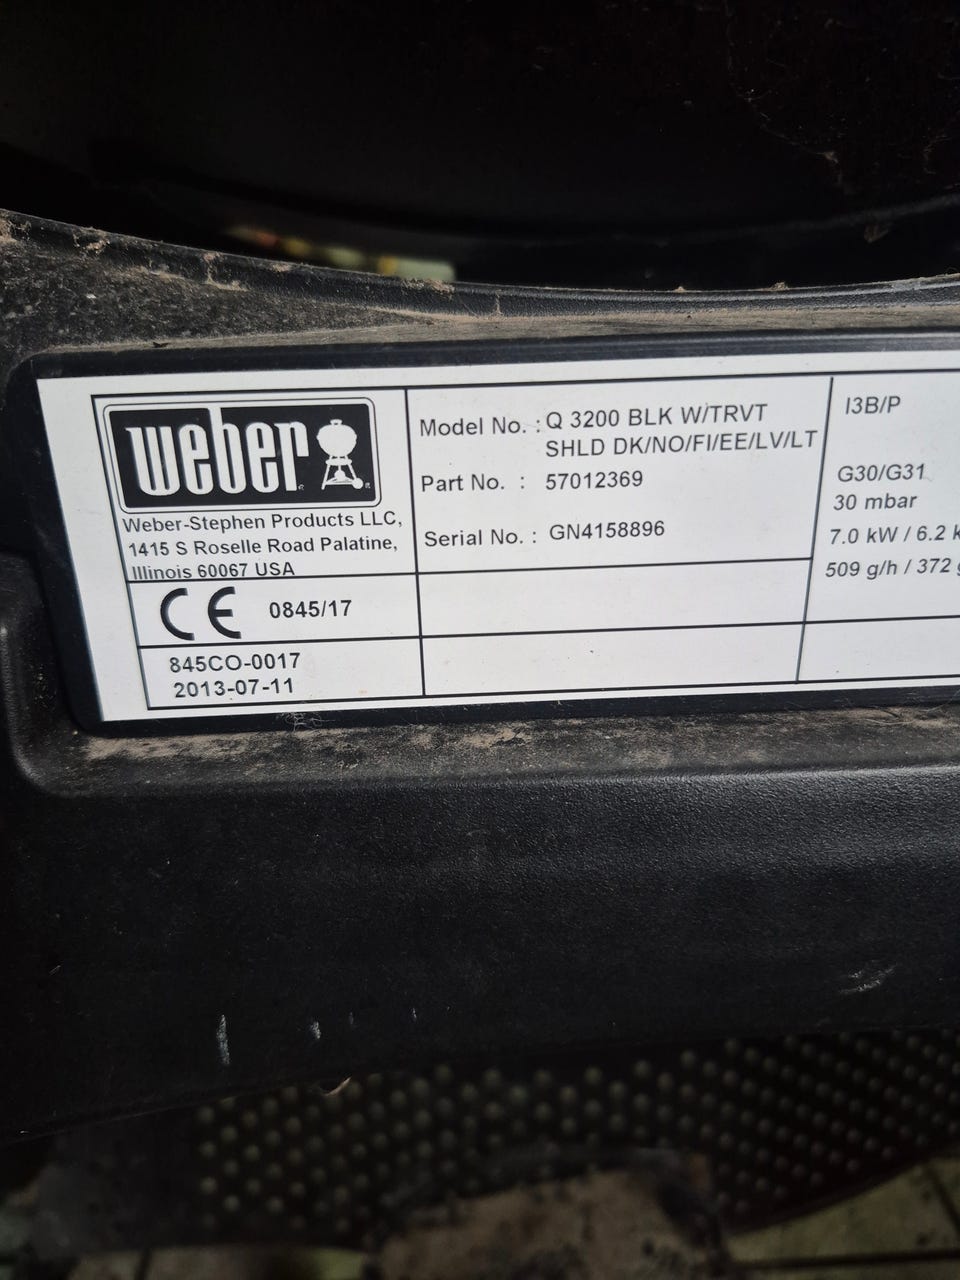 weber
Weber-Stephen Products LLC,
1415 S Roselle Road Palatine,
Illinois 60067 USA
CE 0845/17
845CO-0017
2013-07-11
Model No. : Q 3200 BLK W/TRVT
SHLD DK/NO/FI/EE/LV/LT
Part No. : 57012369
Serial No. : GN4158896
I3B/P
G30/G31
30 mbar
7.0 kW / 6.2
509 g/h / 372